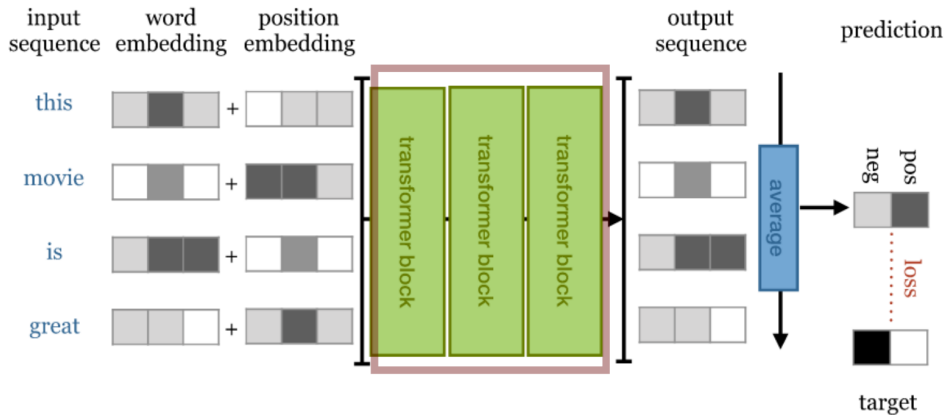 input sequence
word embedding
position embedding
output sequence
prediction
this
+
movie
+
is
+
great
+
transformer block
transformer block
transformer block
average
neg
pos
loss
target